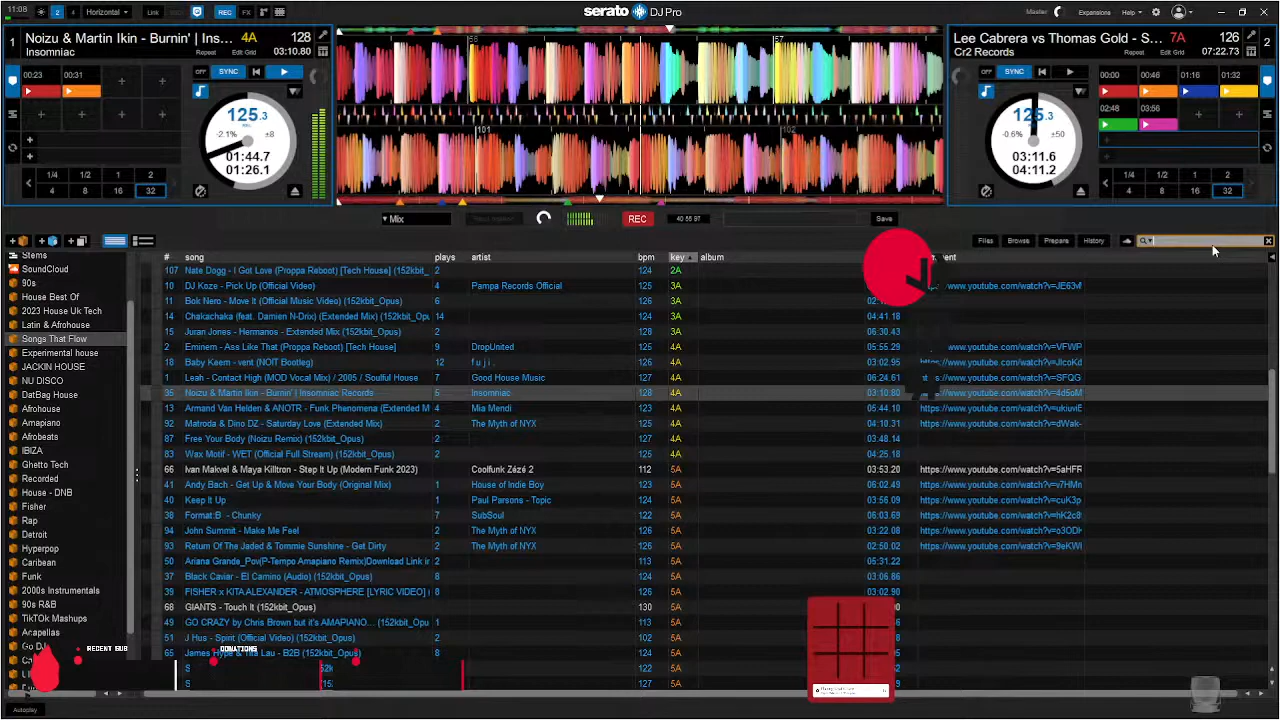 11:08
2
4
Horizontal
Link
REC
FX
serato DJ Pro
Master
Expansions
Help
1
Noizu & Martin Ikin - Burnin' | Ins...
4A
128
Insomniac
Repeat
Edit Grid
03:10.80
00:23
00:31
OFF
SYNC
125.3
-2.1%
±8
01:44.7
01:26.1
1/4 1/2 1 2
4 8 16 32
56
57
101
102
Lee Cabrera vs Thomas Gold - S...
7A
126
2
Cr2 Records
Repeat
Edit Grid
07:22.73
OFF
SYNC
125.3
-0.6%
±50
03:11.6
04:11.2
00:00 00:46 01:16 01:32
02:48 03:56
1/4 1/2 1 2
4 8 16 32
Mix
REC
Save
Files
Browse
Prepare
History
# song plays artist bpm key album
Stems
SoundCloud
90s
House Best Of
2023 House Uk Tech
Latin & Afrohouse
Songs That Flow
Experimental house
JACKIN HOUSE
NU DISCO
DatBag House
Afrohouse
Amapiano
Afrobeats
IBIZA
Ghetto Tech
Recorded
House - DNB
Fisher
Rap
Detroit
Hyperpop
Caribean
Funk
2000s Instrumentals
90s R&B
TikTOk Mashups
Acapellas
Go DJ
107 Nate Dogg - I Got Love (Proppa Reboot) [Tech House] (152kbit_ 2 124 2A
10 DJ Koze - Pick Up (Official Video) 4 Pampa Records Official 126 3A
11 Bok Nero - Move It (Official Music Video) (152kbit_Opus) 6 126 3A
14 Chakachaka (feat. Damien N-Drix) (Extended Mix) (152kbit_Opus) 14 128 3A 04:41.18
15 Juran Jones - Hermanos - Extended Mix (152kbit_Opus) 128 3A 06:30.43
2 Eminem - Ass Like That (Proppa Reboot) [Tech House] 9 DropUnited 125 4A 05:55.29
18 Baby Keem - vent (NOIT Bootleg) 12 f u j i . 126 4A 03:02.95
1 Leah - Contact High (MOD Vocal Mix) / 2005 / Soulful House 7 Good House Music 127 4A 06:24.61
35 Noizu & Martin Ikin - Burnin' | Insomniac Records 5 Insomniac 128 4A 03:10.80
13 Armand Van Helden & ANOTR - Funk Phenomena (Extended M 4 Mia Mendi 123 4A 05:44.10
92 Matroda & Dino DZ - Saturday Love (Extended Mix) 2 The Myth of NYX 126 4A 04:10.31
87 Free Your Body (Noizu Remix) (152kbit_Opus) 2 127 4A 03:48.14
83 Wax Motif - WET (Official Full Stream) (152kbit_Opus) 2 125 4A 04:25.18
66 Ivan Makvel & Maya Killtron - Step It Up (Modern Funk 2023) Coolfunk Zézé 2 112 5A 03:53.20
41 Andy Bach - Get Up & Move Your Body (Original Mix) 1 House of Indie Boy 123 5A 06:02.49
40 Keep It Up 1 Paul Parsons - Topic 124 5A 03:56.09
38 Format:B - Chunky 7 SubSoul 125 5A 06:03.69
94 John Summit - Make Me Feel The Myth of NYX 126 5A 03:22.08
93 Return Of The Jaded & Tommie Sunshine - Get Dirty The Myth of NYX 126 5A 02:50.02
50 Ariana Grande_Pov(P-Tempo Amapiano Remix)Download Link i 113 5A 05:42.22
37 Black Caviar - El Camino (Audio) (152kbit_Opus) 8 124 5A 03:06.66
39 FISHER x KITA ALEXANDER - ATMOSPHERE [LYRIC VIDEO] ( 8 126 5A 03:02.90
68 GIANTS - Touch It (152kbit_Opus) 130 5A
49 GO CRAZY by Chris Brown but it's AMAPIANO... (152kbit_Opus) 1 113 5A
51 J Hus - Spirit (Official Video) (152kbit_Opus) 2 102 5A
65 James Hype & Tita Lau - B2B (152kbit_Opus) 8 124 5A
122 5A
127 5A
RECENT SUB
DONATIONS
Autoplay